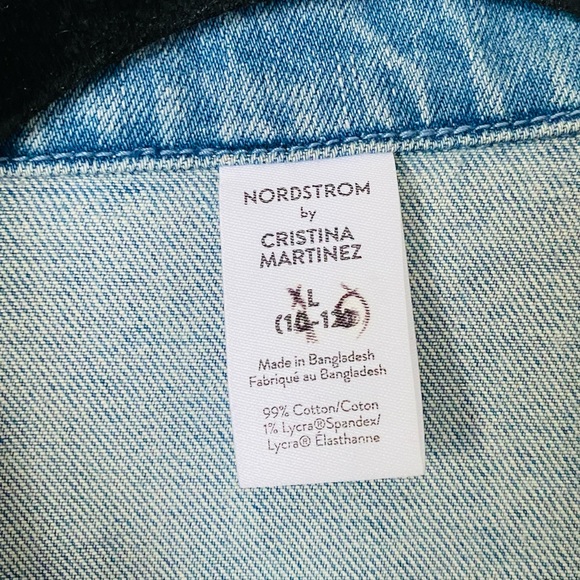 NORDSTROM
by
CRISTINA
MARTINEZ
XL
Made in Bangladesh
Fabriqué au Bangladesh
99% Cotton/Coton
1% Lycra®Spandex/
Lycra® Élasthanne